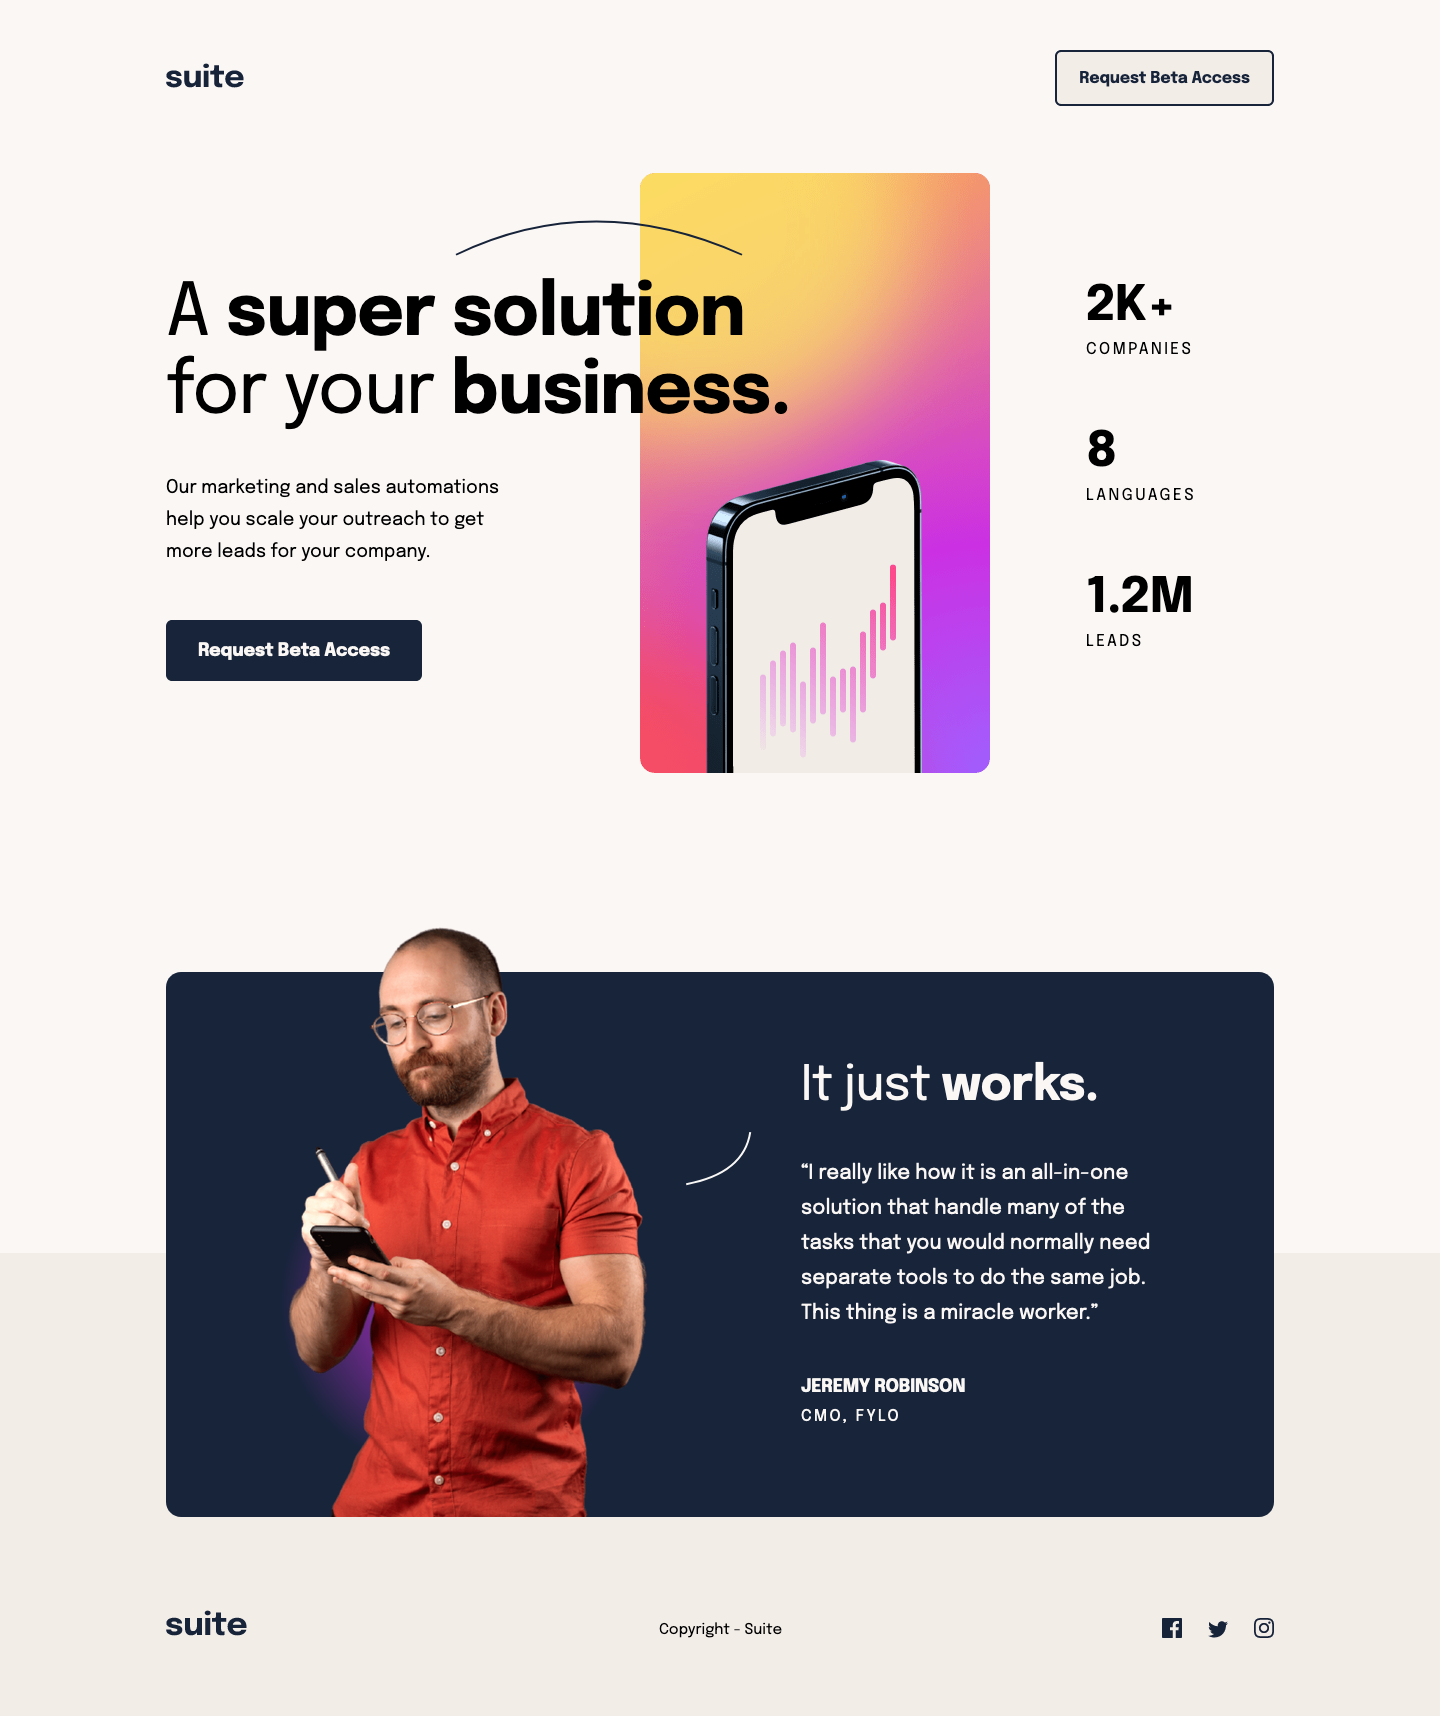 suite
Request Beta Access
A super solution
for your business.
Our marketing and sales automations
help you scale your outreach to get
more leads for your company.
Request Beta Access
2K+
COMPANIES
8
LANGUAGES
1.2M
LEADS
It just works.
“I really like how it is an all-in-one
solution that handle many of the
tasks that you would normally need
separate tools to do the same job.
This thing is a miracle worker.”
JEREMY ROBINSON
CMO, FYLO
suite
Copyright - Suite